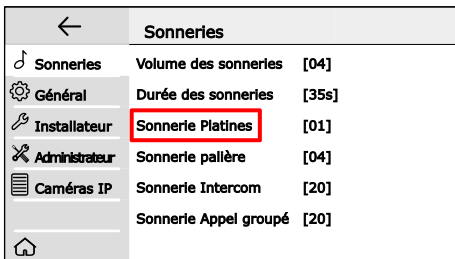 Sonneries
Sonneries
Volume des sonneries [04]
Général
Durée des sonneries [35s]
Installateur
Sonnerie Platines [01]
Administrateur
Sonnerie palière [04]
Caméras IP
Sonnerie Intercom [20]
Sonnerie Appel groupé [20]